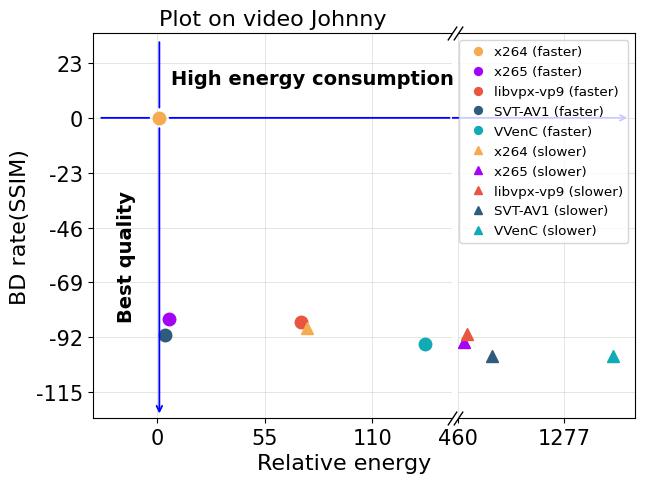 Plot on video Johnny
23
0
-23
-46
-69
-92
-115
BD rate(SSIM)
High energy consumption
Best quality
x264 (faster)
x265 (faster)
libvpx-vp9 (faster)
SVT-AV1 (faster)
VVenC (faster)
x264 (slower)
x265 (slower)
libvpx-vp9 (slower)
SVT-AV1 (slower)
VVenC (slower)
0 55 110 460 1277
Relative energy